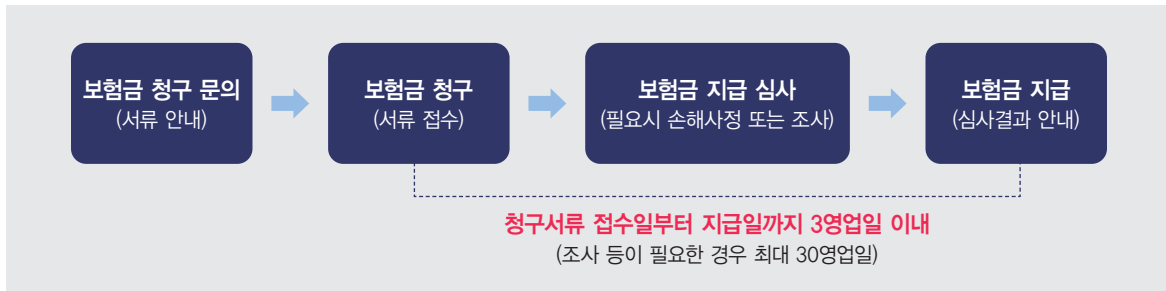 보험금 청구 문의
(서류 안내)
보험금 청구
(서류 접수)
보험금 지급 심사
(필요시 손해사정 또는 조사)
보험금 지급
(심사결과 안내)
청구서류 접수일부터 지급일까지 3영업일 이내
(조사 등이 필요한 경우 최대 30영업일)